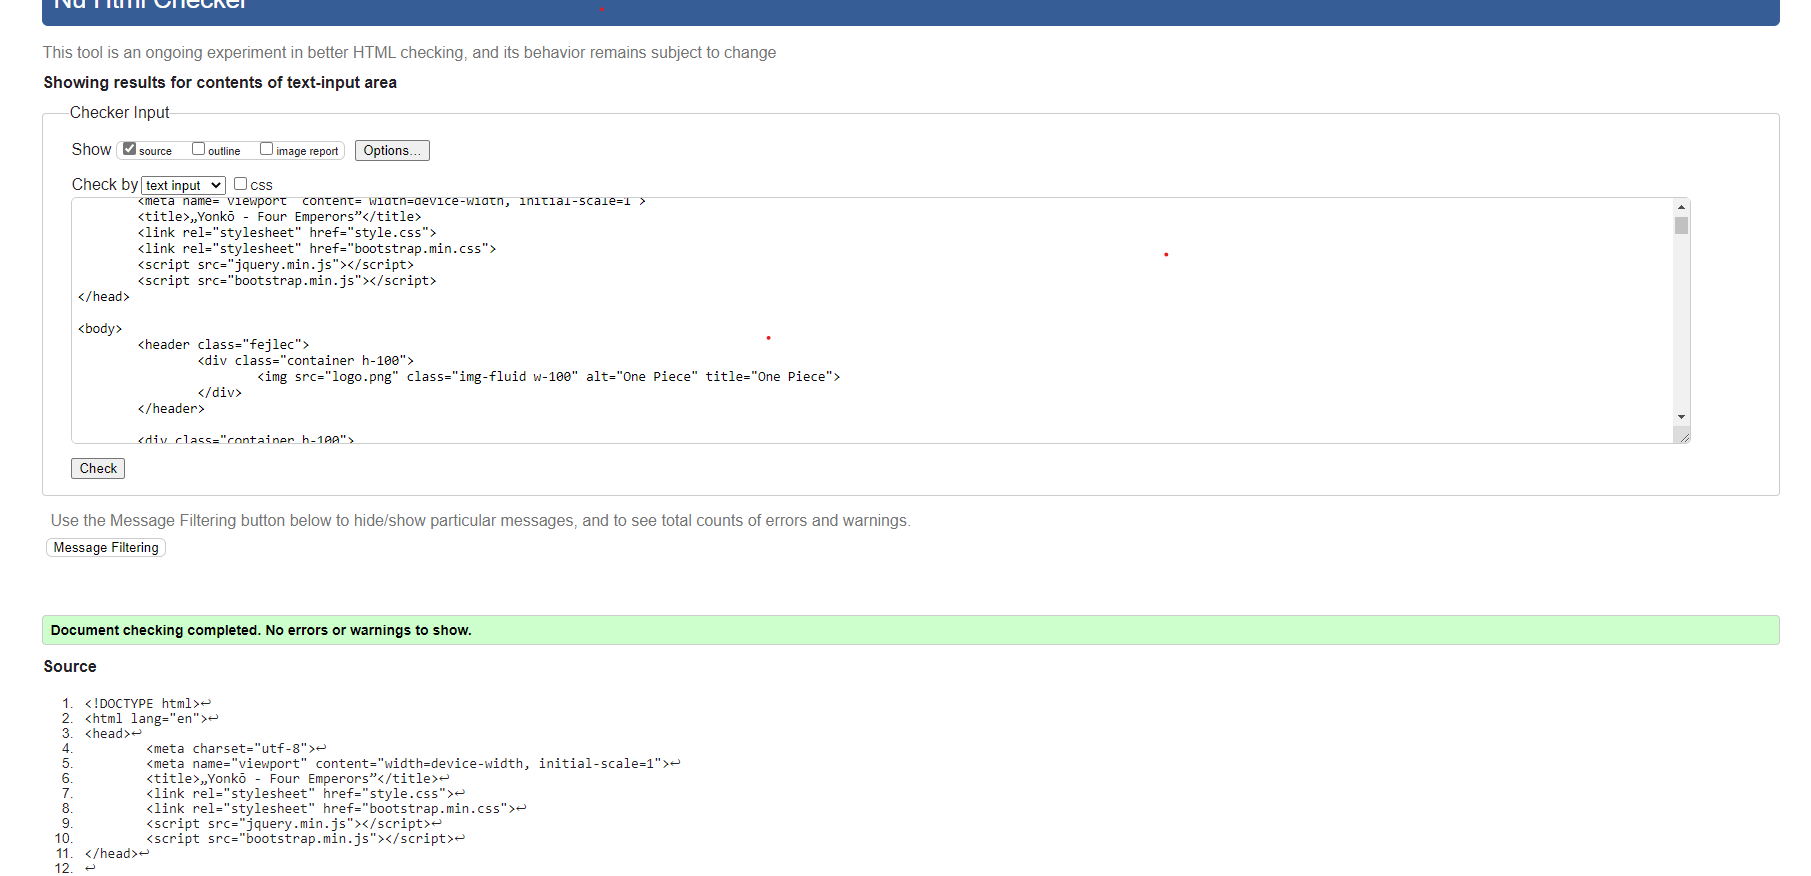 Nu Html Checker
This tool is an ongoing experiment in better HTML checking, and its behavior remains subject to change
Showing results for contents of text-input area
Checker Input
Show source outline image report Options...
Check by text input css
<meta name="viewport" content="width=device-width, initial-scale=1">
<title>„Yonkō - Four Emperors”</title>
<link rel="stylesheet" href="style.css">
<link rel="stylesheet" href="bootstrap.min.css">
<script src="jquery.min.js"></script>
<script src="bootstrap.min.js"></script>
</head>
<body>
<header class="fejlec">
<div class="container h-100">
<img src="logo.png" class="img-fluid w-100" alt="One Piece" title="One Piece">
</div>
</header>
<div class="container h-100">
Check
Use the Message Filtering button below to hide/show particular messages, and to see total counts of errors and warnings.
Message Filtering
Document checking completed. No errors or warnings to show.
Source
1. <!DOCTYPE html>↩
2. <html lang="en">↩
3. <head>↩
4. <meta charset="utf-8">↩
5. <meta name="viewport" content="width=device-width, initial-scale=1">↩
6. <title>„Yonkō - Four Emperors”</title>↩
7. <link rel="stylesheet" href="style.css">↩
8. <link rel="stylesheet" href="bootstrap.min.css">↩
9. <script src="jquery.min.js"></script>↩
10. <script src="bootstrap.min.js"></script>↩
11. </head>↩
12. ↩